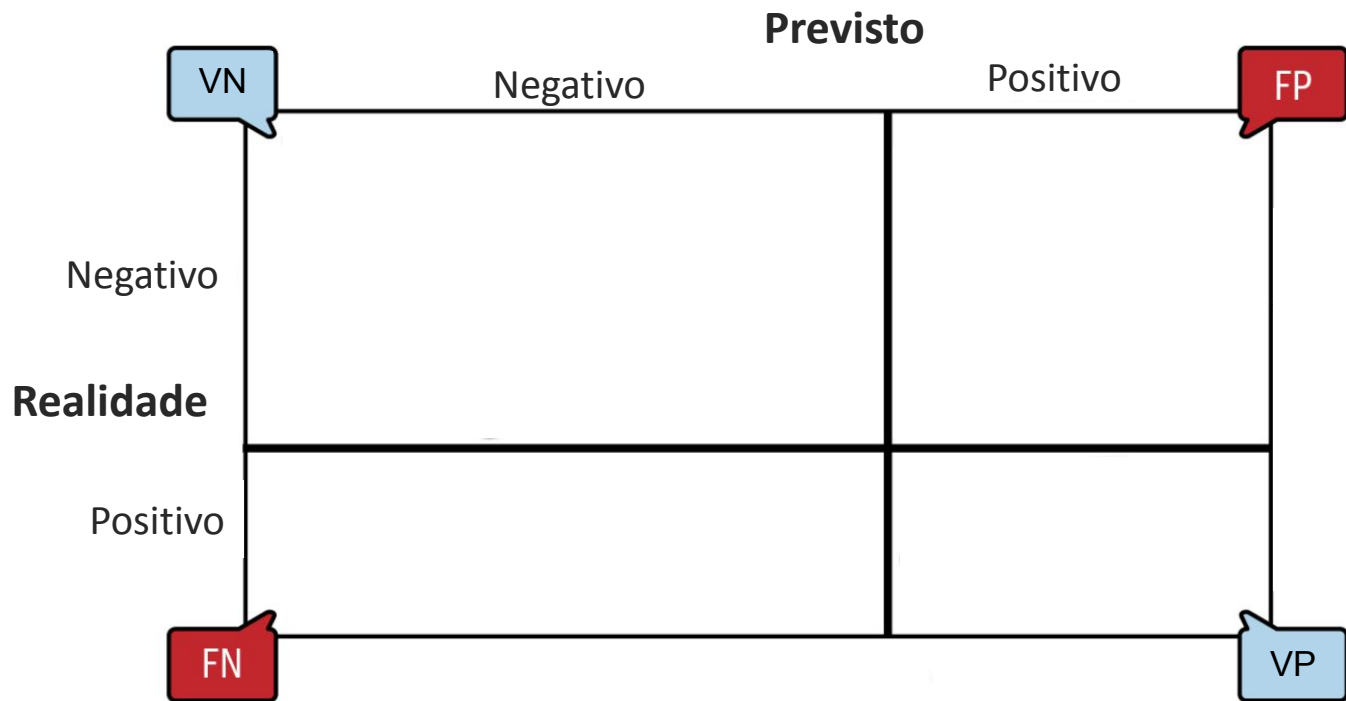 Previsto
VN
Negativo
Positivo
FP
Negativo
Realidade
Positivo
FN
VP